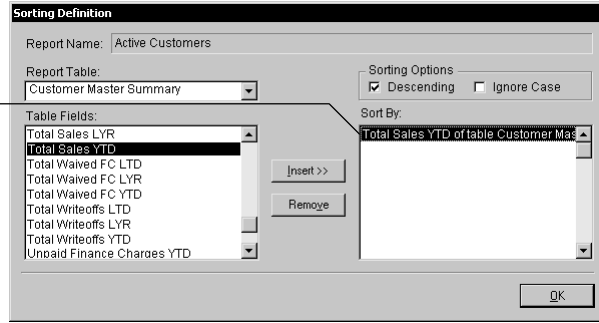 Sorting Definition
Report Name: Active Customers
Report Table:
Customer Master Summary
Sorting Options
Descending
Ignore Case
Table Fields:
Total Sales LYR
Total Sales YTD
Total Waived FC LTD
Total Waived FC LYR
Total Waived FC YTD
Total Writeoffs LTD
Total Writeoffs LYR
Total Writeoffs YTD
Unpaid Finance Charges YTD
Insert >>
Remove
Sort By:
Total Sales YTD of table Customer Mas
OK